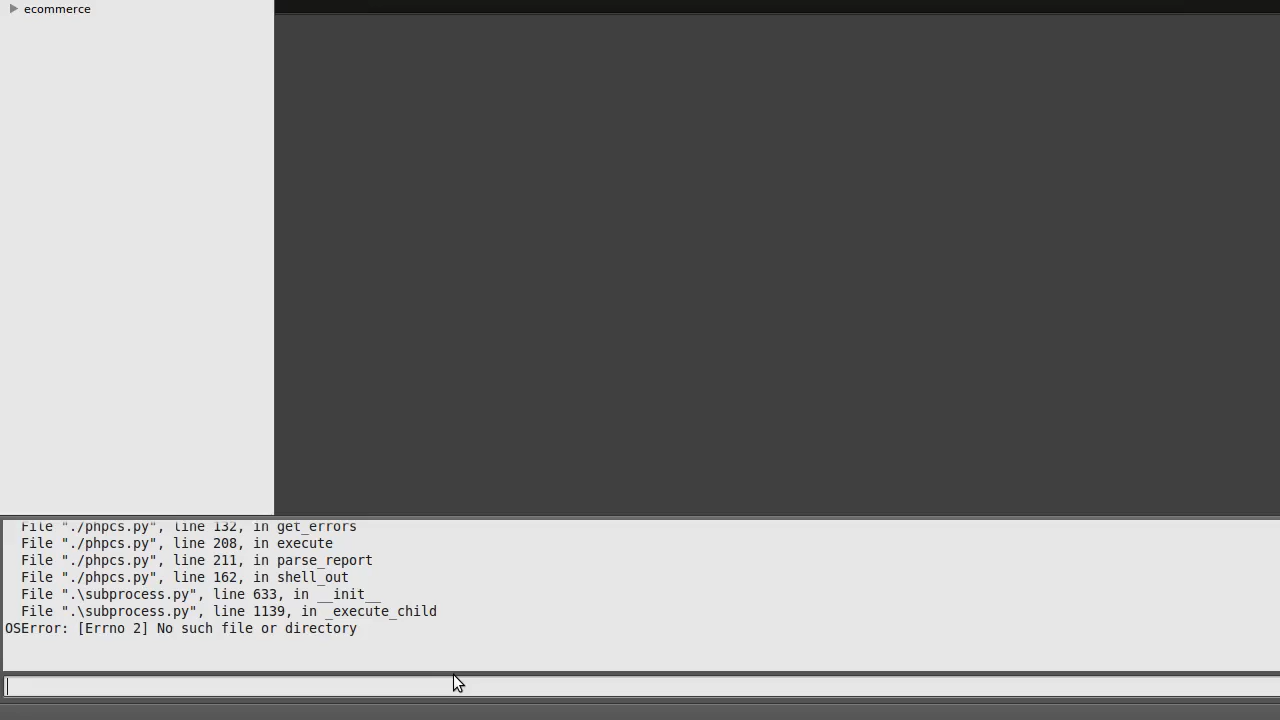 ecommerce
File "./phpcs.py", line 132, in get_errors
File "./phpcs.py", line 208, in execute
File "./phpcs.py", line 211, in parse_report
File "./phpcs.py", line 162, in shell_out
File ".\subprocess.py", line 633, in __init__
File ".\subprocess.py", line 1139, in _execute_child
OSError: [Errno 2] No such file or directory